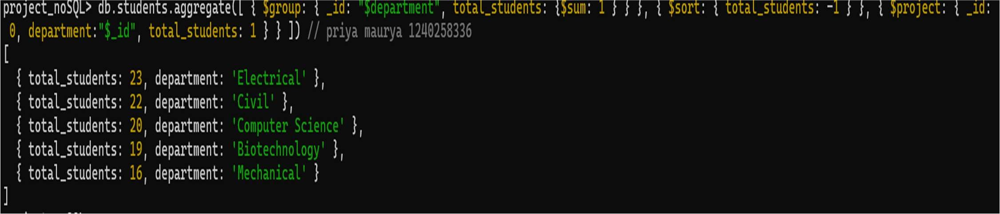 project_noSQL> db.students.aggregate([ { $group: { _id: "$department", total_students: {$sum: 1 } } }, { $sort: { total_students: -1 } }, { $project: { _id:
0, department:"$_id", total_students: 1 } } ]) // priya maurya 1240258336
[
{ total_students: 23, department: 'Electrical' },
{ total_students: 22, department: 'Civil' },
{ total_students: 20, department: 'Computer Science' },
{ total_students: 19, department: 'Biotechnology' },
{ total_students: 16, department: 'Mechanical' }
]